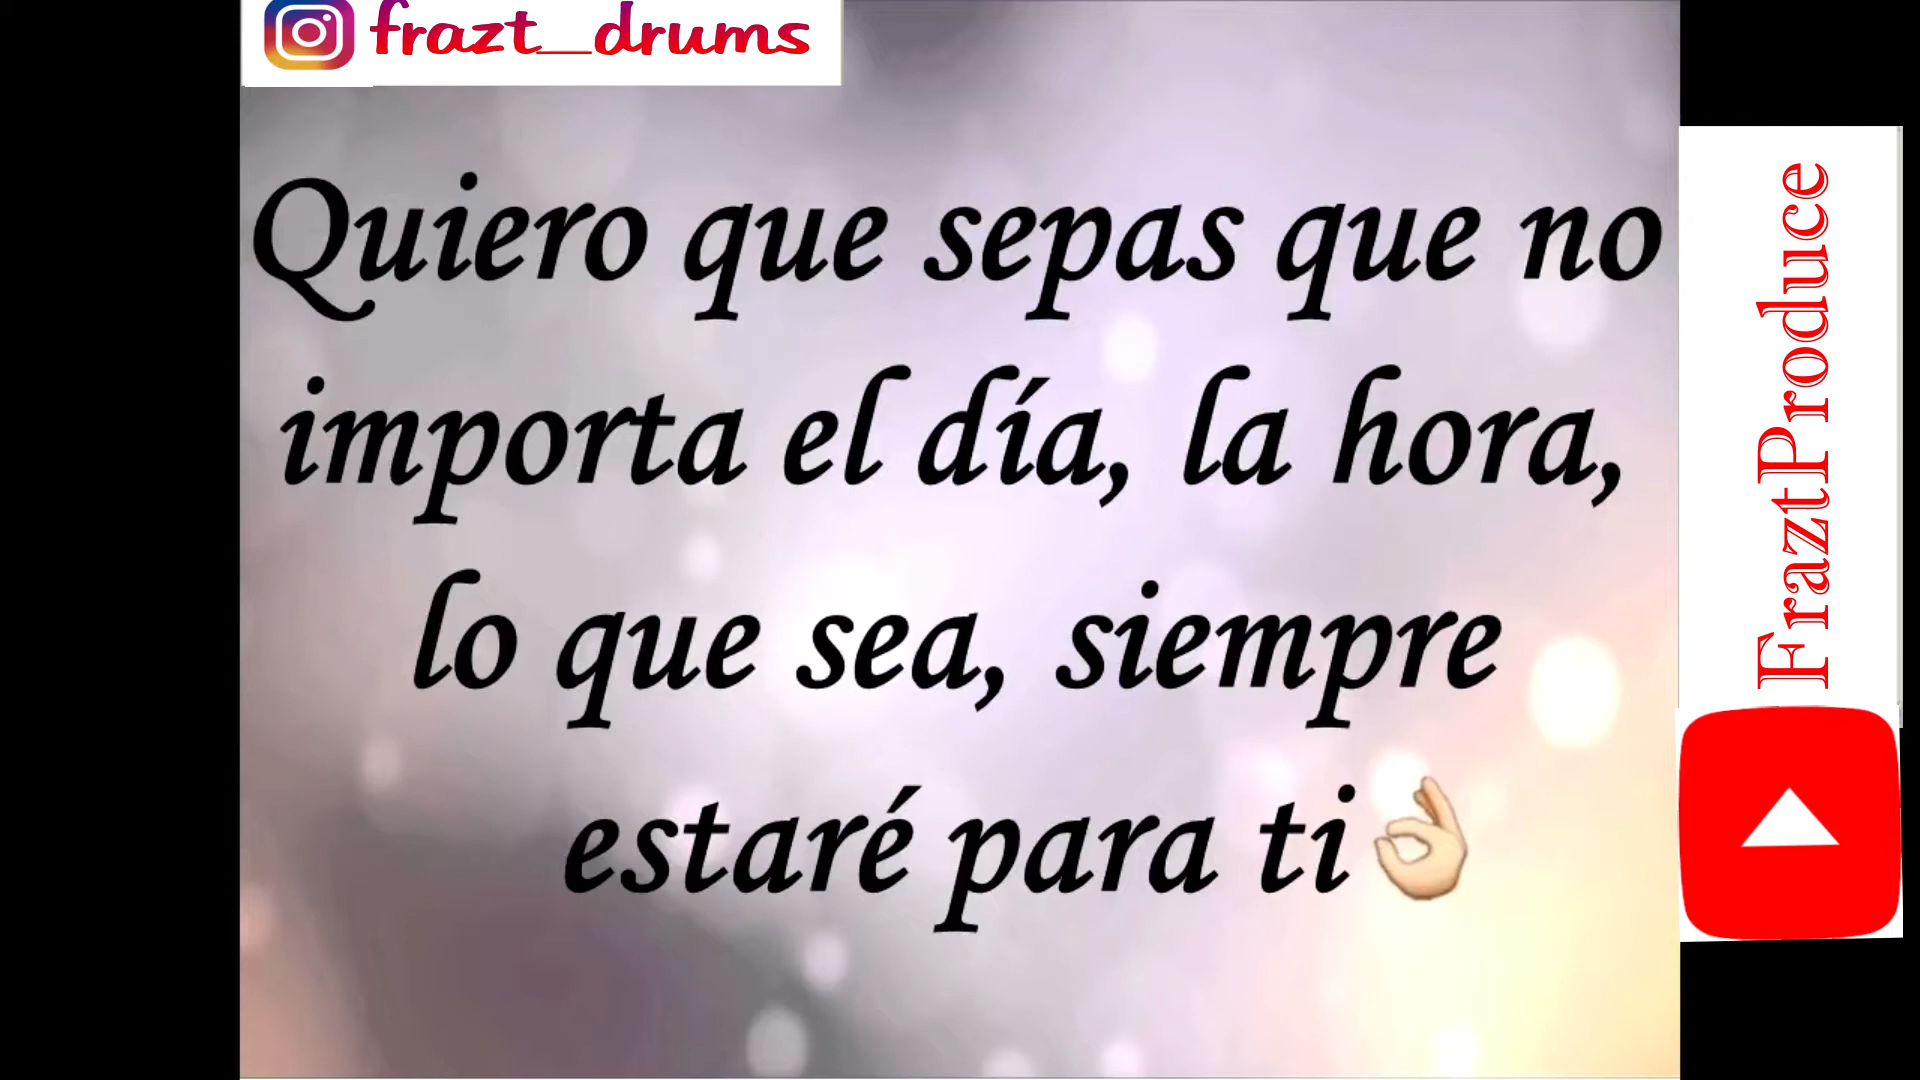 frazt_drums
Quiero que sepas que no
importa el día, la hora,
lo que sea, siempre
estaré para ti👌🏼
FraztProduce